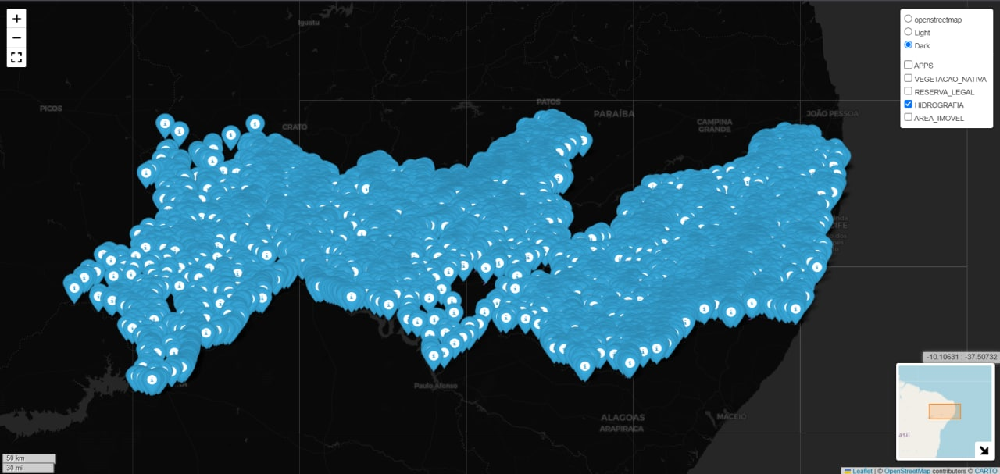 +
−
Iguatu
PICOS
CRATO
PATOS
PARAÍBA
CAMPINA
GRANDE
JOÃO PESSOA
openstreetmap
Light
Dark
APPS
VEGETACAO_NATIVA
RESERVA_LEGAL
HIDROGRAFIA
AREA_IMOVEL
Paulo Afonso
ALAGOAS
ARAPIRACA
MACEIÓ
-10.10631 : -37.50732
asil
50 km
30 mi
Leaflet | © OpenStreetMap contributors © CARTO